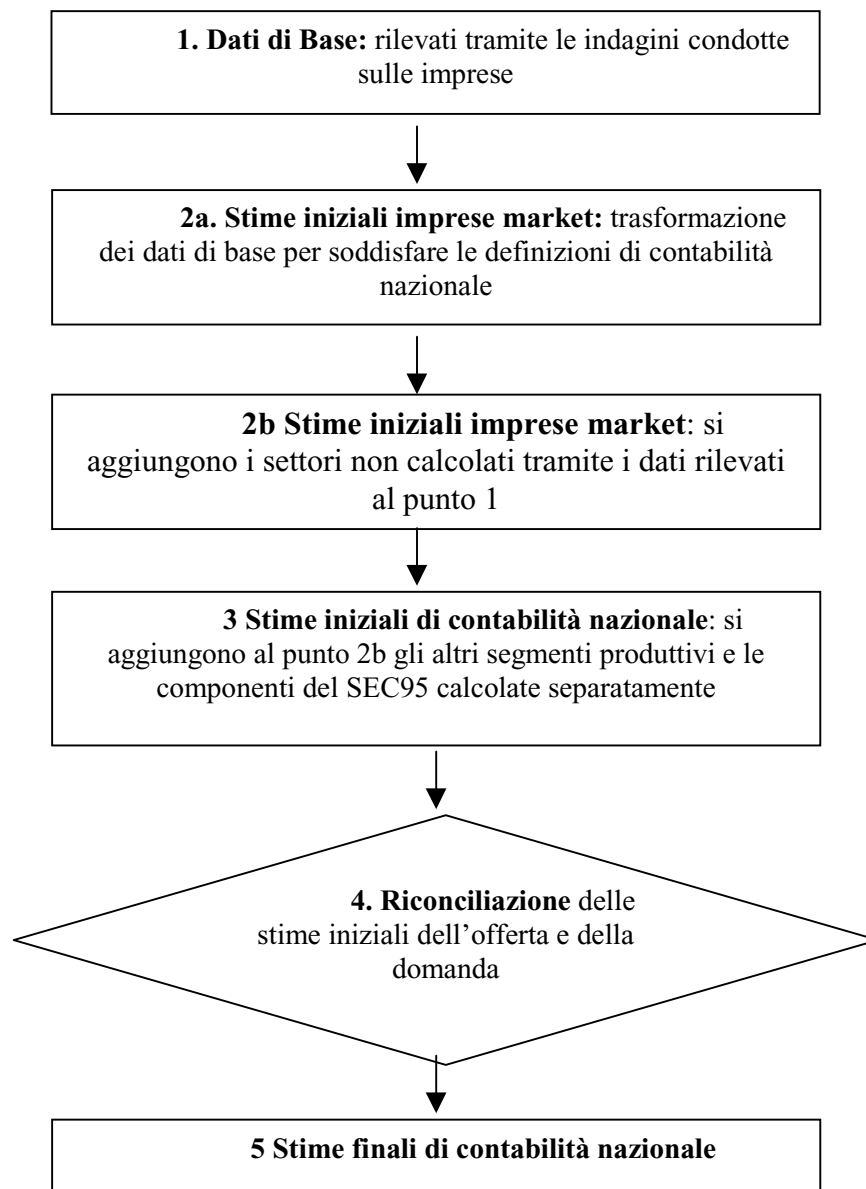 1. Dati di Base: rilevati tramite le indagini condotte
sulle imprese
2a. Stime iniziali imprese market: trasformazione
dei dati di base per soddisfare le definizioni di contabilità
nazionale
2b Stime iniziali imprese market: si
aggiungono i settori non calcolati tramite i dati rilevati
al punto 1
3 Stime iniziali di contabilità nazionale: si
aggiungono al punto 2b gli altri segmenti produttivi e le
componenti del SEC95 calcolate separatamente
4. Riconciliazione delle
stime iniziali dell’offerta e della
domanda
5 Stime finali di contabilità nazionale